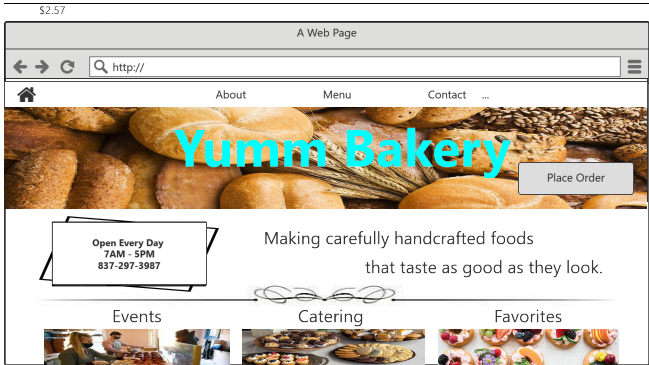 $2.57
A Web Page
http://
About Menu Contact ...
Yumm Bakery
Place Order
Open Every Day
7AM - 5PM
837-297-3987
Making carefully handcrafted foods
that taste as good as they look.
Events Catering Favorites